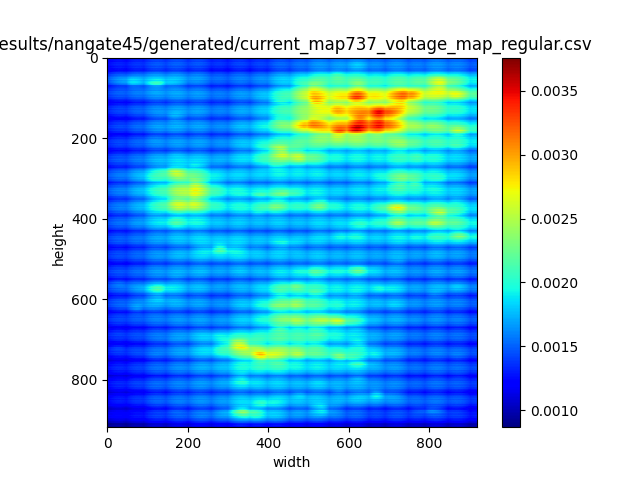 esults/nangate45/generated/current_map737_voltage_map_regular.csv
0
200
400
600
800
height
0 200 400 600 800
width
0.0035
0.0030
0.0025
0.0020
0.0015
0.0010